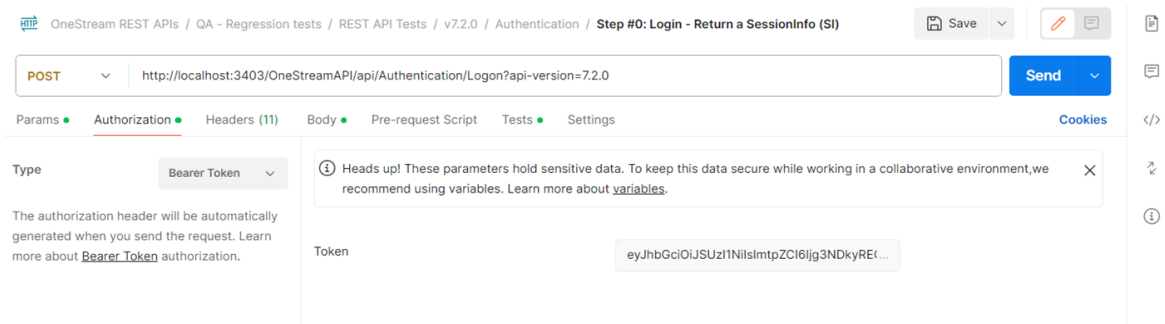 HTTP OneStream REST APIs / QA - Regression tests / REST API Tests / v7.2.0 / Authentication / Step #0: Login - Return a SessionInfo (SI) Save
POST http://localhost:3403/OneStreamAPI/api/Authentication/Logon?api-version=7.2.0 Send
Params Authorization Headers (11) Body Pre-request Script Tests Settings Cookies
Type Bearer Token
The authorization header will be automatically
generated when you send the request. Learn
more about Bearer Token authorization.
Heads up! These parameters hold sensitive data. To keep this data secure while working in a collaborative environment,we
recommend using variables. Learn more about variables.
Token eyJhbGciOiJSUzI1NiIsImtpZCI6Ijg3NDkyRE(...